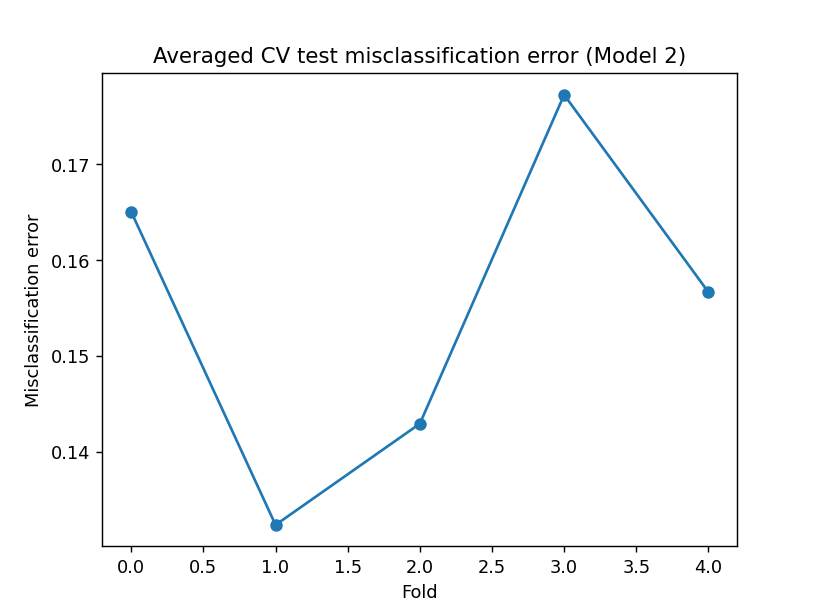 Averaged CV test misclassification error (Model 2)
Misclassification error
0.17
0.16
0.15
0.14
0.0 0.5 1.0 1.5 2.0 2.5 3.0 3.5 4.0
Fold